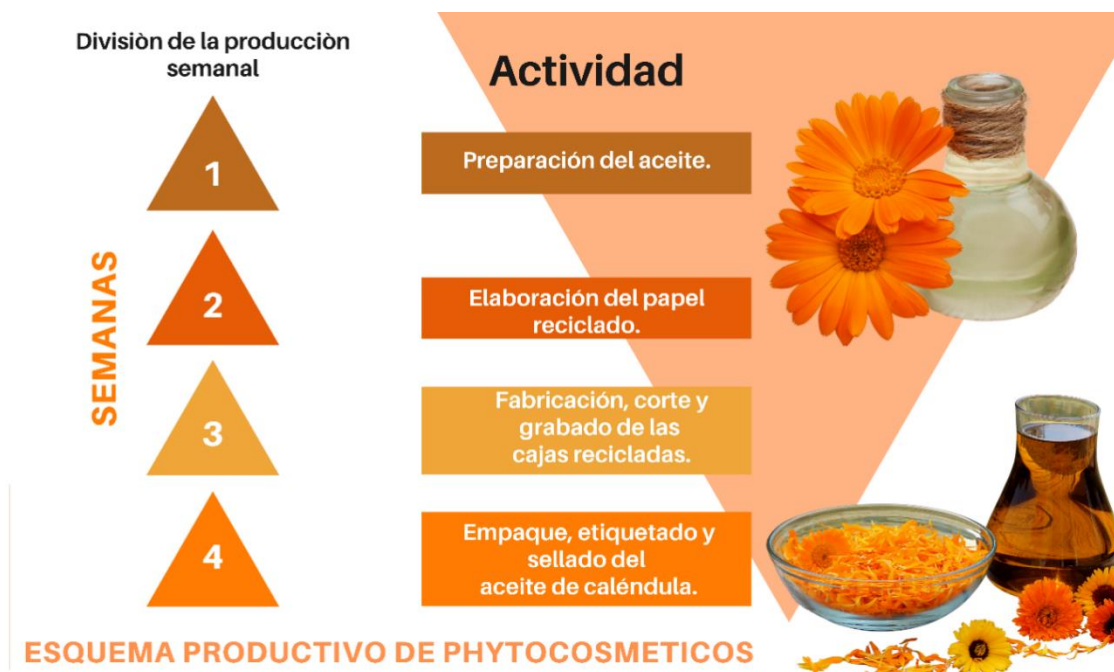 Divisiòn de la producciòn
semanal
Actividad
SEMANAS
1
Preparación del aceite.
2
Elaboración del papel
reciclado.
3
Fabricación, corte y
grabado de las
cajas recicladas.
4
Empaque, etiquetado y
sellado del
aceite de caléndula.
ESQUEMA PRODUCTIVO DE PHYTOCOSMETICOS